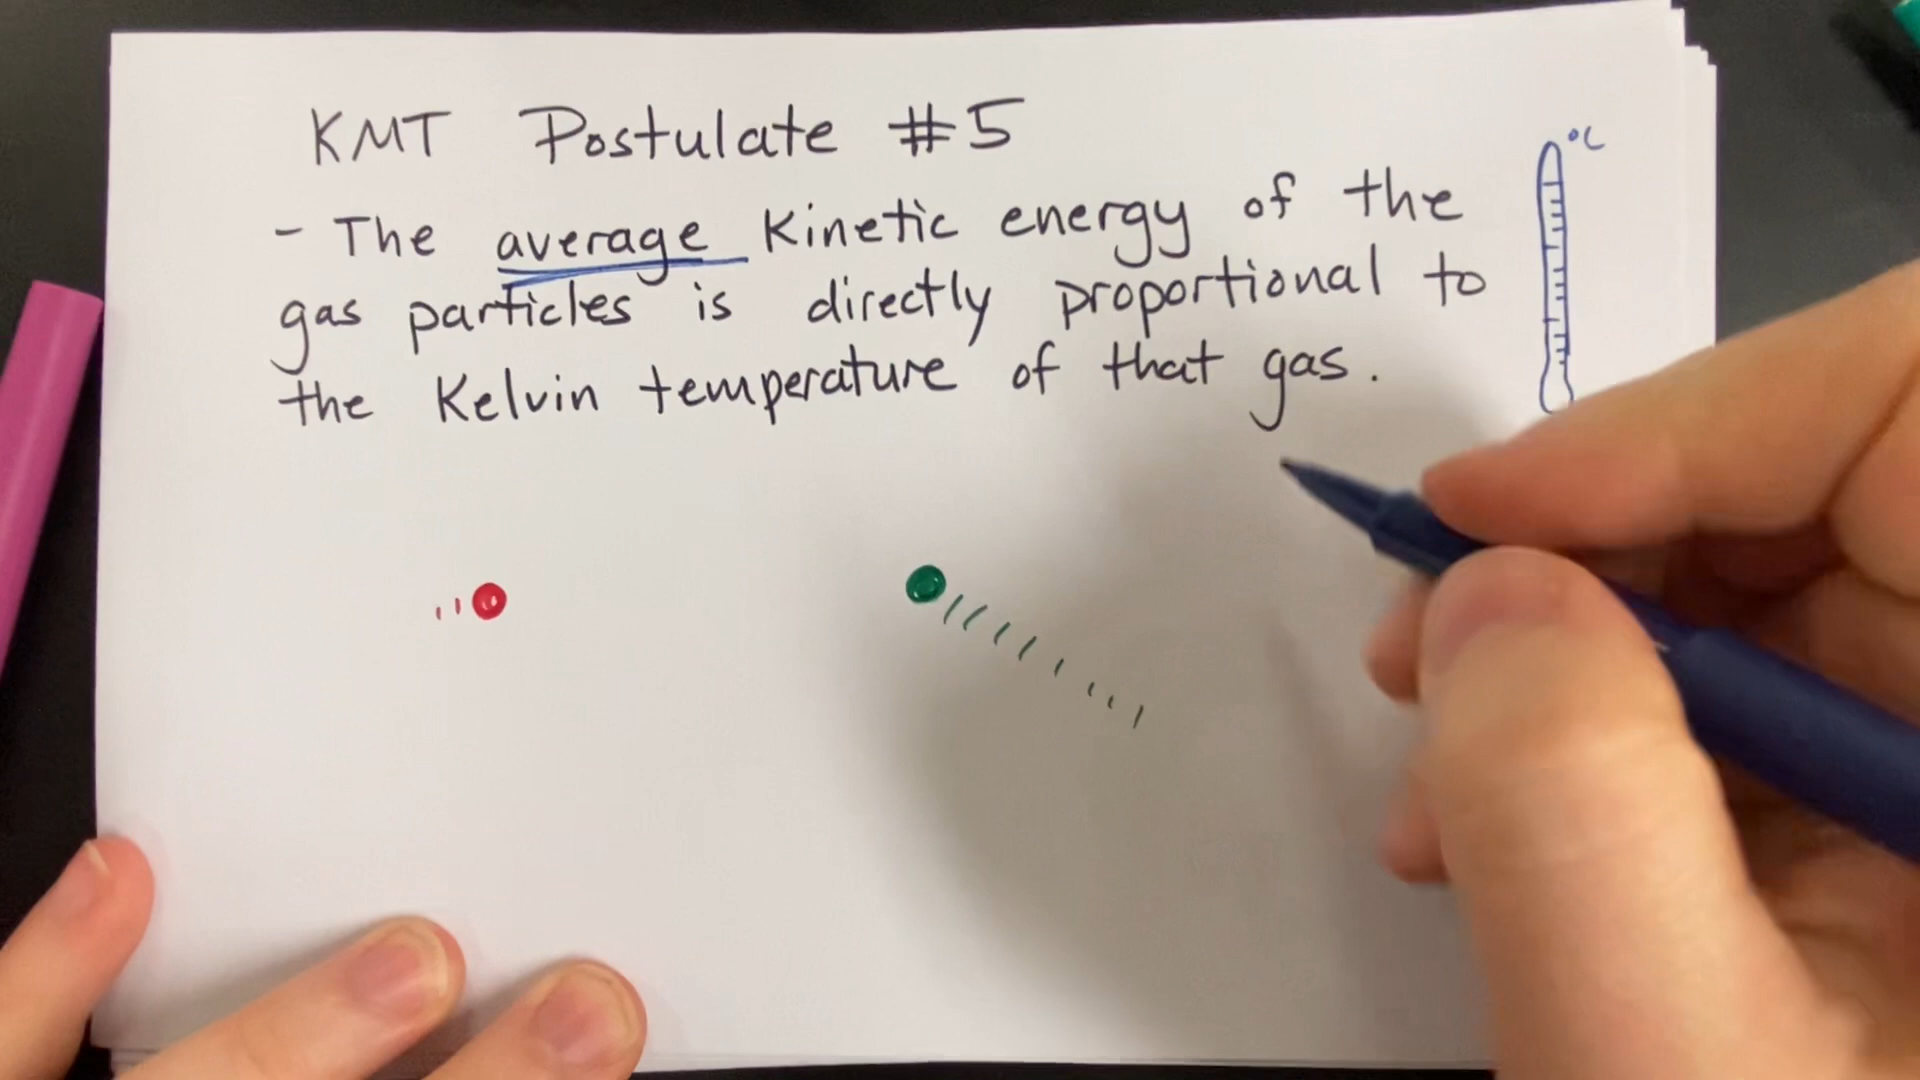 KMT Postulate #5
- The average kinetic energy of the
gas particles is directly proportional to
the Kelvin temperature of that gas.
°C